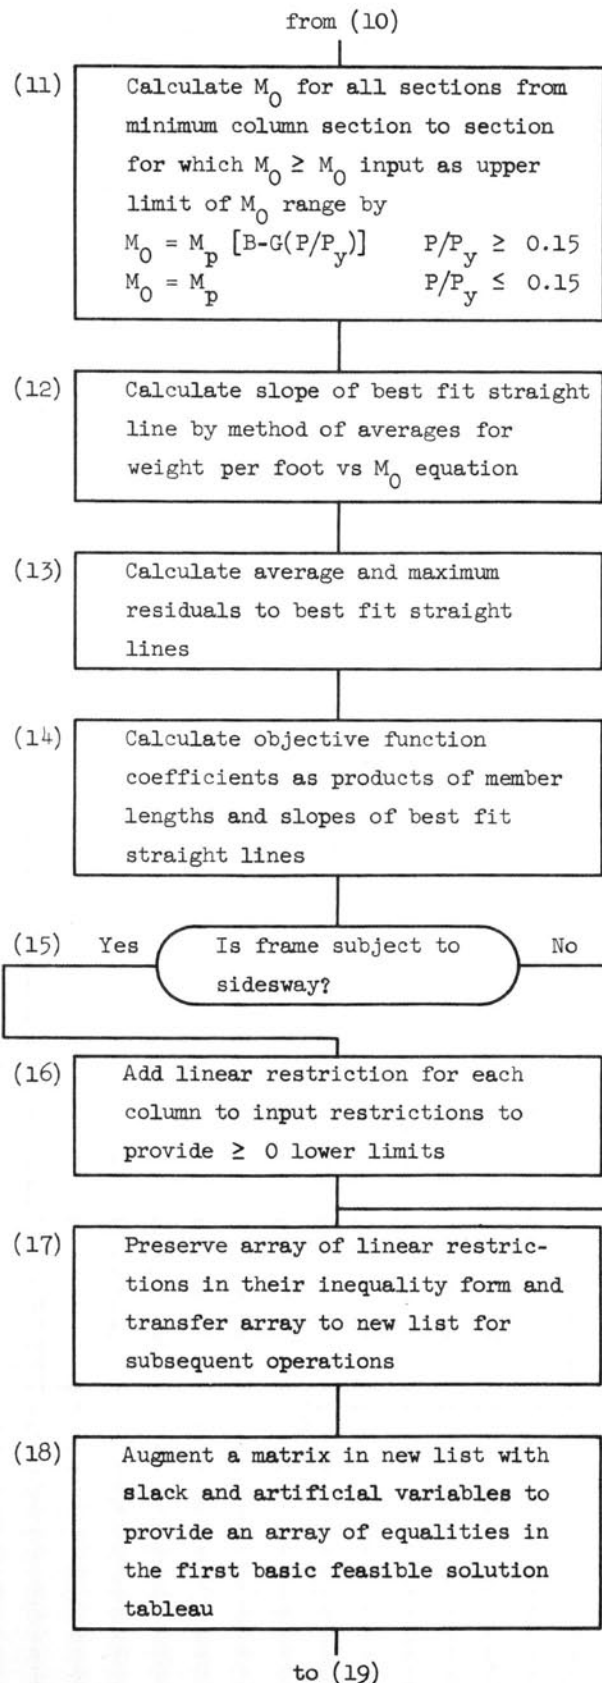 from (10)
(11) Calculate M0 for all sections from
minimum column section to section
for which M0 ≥ M0 input as upper
limit of M0 range by
M0 = Mp [B-G(P/Py)] P/Py ≥ 0.15
M0 = Mp P/Py ≤ 0.15
(12) Calculate slope of best fit straight
line by method of averages for
weight per foot vs M0 equation
(13) Calculate average and maximum
residuals to best fit straight
lines
(14) Calculate objective function
coefficients as products of member
lengths and slopes of best fit
straight lines
(15) Yes Is frame subject to No
sidesway?
(16) Add linear restriction for each
column to input restrictions to
provide ≥ 0 lower limits
(17) Preserve array of linear restric-
tions in their inequality form and
transfer array to new list for
subsequent operations
(18) Augment a matrix in new list with
slack and artificial variables to
provide an array of equalities in
the first basic feasible solution
tableau
to (19)